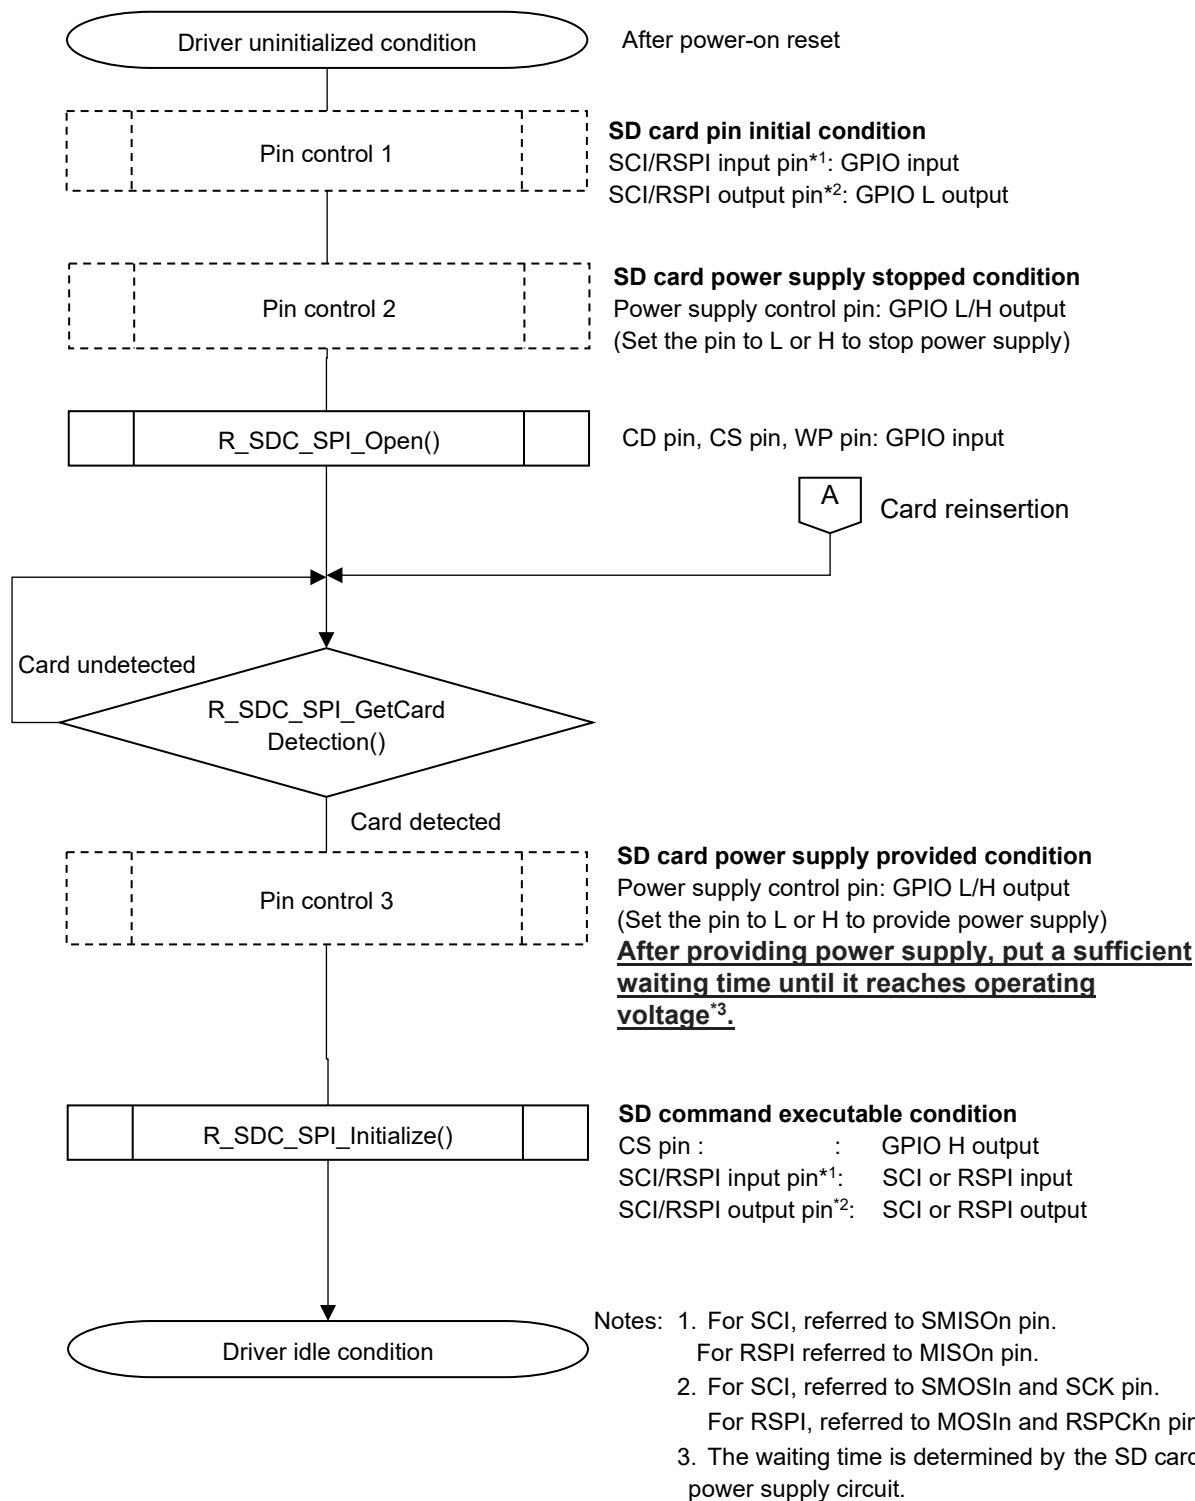 Driver uninitialized condition
After power-on reset
Pin control 1
SD card pin initial condition
SCI/RSPI input pin*1: GPIO input
SCI/RSPI output pin*2: GPIO L output
Pin control 2
SD card power supply stopped condition
Power supply control pin: GPIO L/H output
(Set the pin to L or H to stop power supply)
R_SDC_SPI_Open()
CD pin, CS pin, WP pin: GPIO input
A
Card reinsertion
Card undetected
R_SDC_SPI_GetCard
Detection()
Card detected
Pin control 3
SD card power supply provided condition
Power supply control pin: GPIO L/H output
(Set the pin to L or H to provide power supply)
After providing power supply, put a sufficient
waiting time until it reaches operating
voltage*3.
R_SDC_SPI_Initialize()
SD command executable condition
CS pin : : GPIO H output
SCI/RSPI input pin*1: SCI or RSPI input
SCI/RSPI output pin*2: SCI or RSPI output
Driver idle condition
Notes: 1. For SCI, referred to SMISOn pin.
For RSPI referred to MISOn pin.
2. For SCI, referred to SMOSIn and SCK pin.
For RSPI, referred to MOSIn and RSPCKn pin
3. The waiting time is determined by the SD card
power supply circuit.